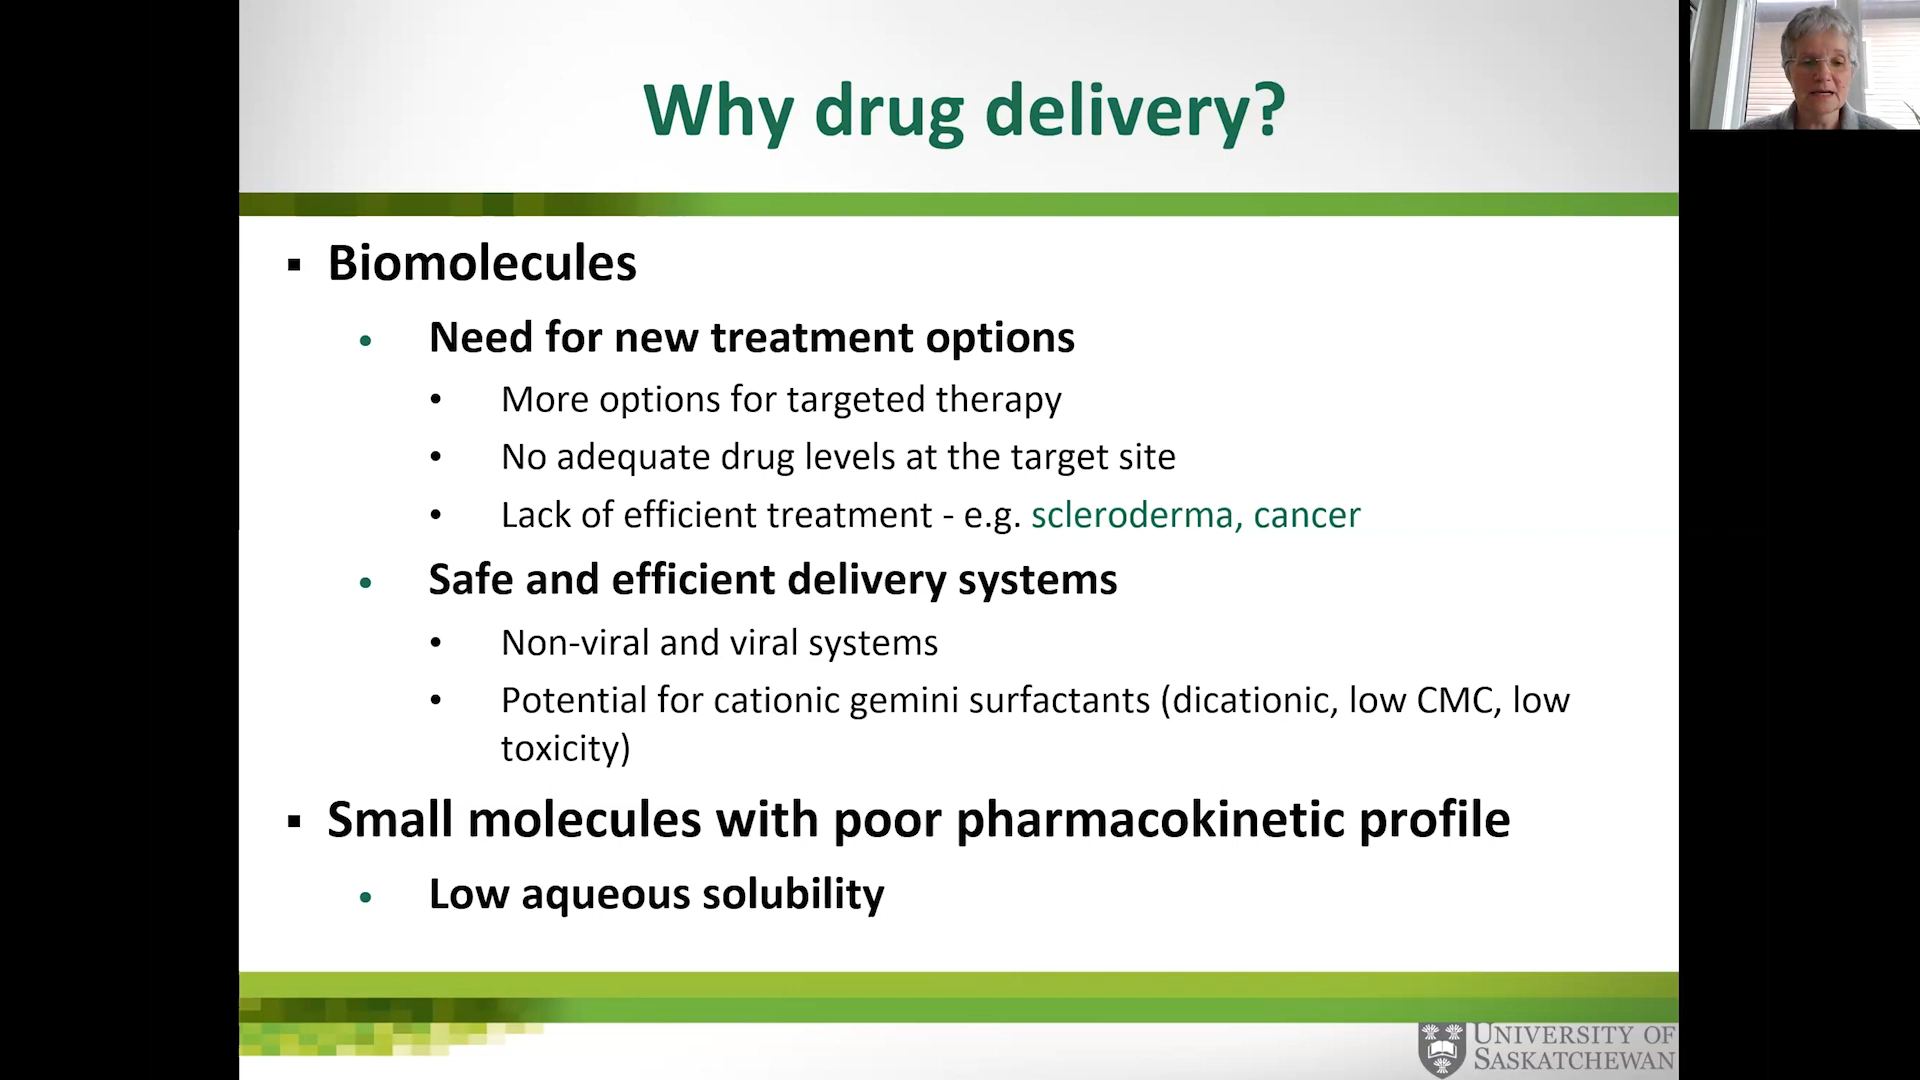 Why drug delivery?
▪ Biomolecules
• Need for new treatment options
• More options for targeted therapy
• No adequate drug levels at the target site
• Lack of efficient treatment - e.g. scleroderma, cancer
• Safe and efficient delivery systems
• Non-viral and viral systems
• Potential for cationic gemini surfactants (dicationic, low CMC, low
toxicity)
▪ Small molecules with poor pharmacokinetic profile
• Low aqueous solubility
UNIVERSITY OF
SASKATCHEWAN